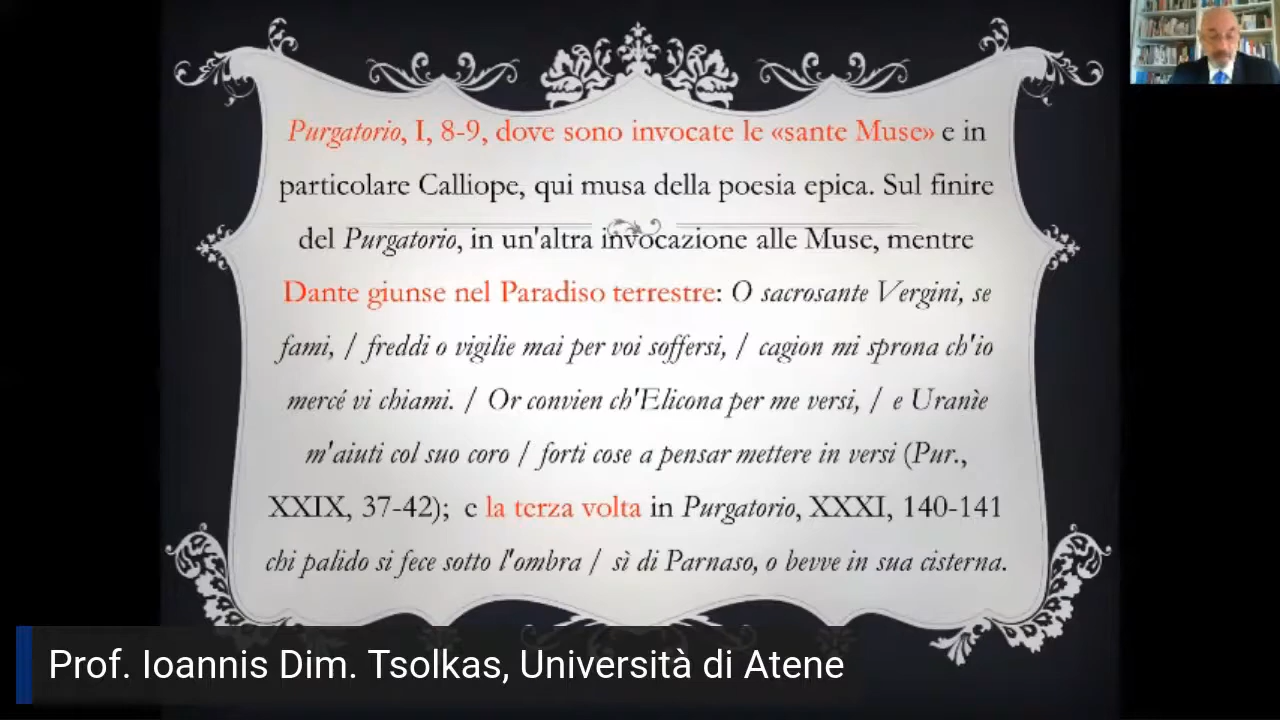 Purgatorio, I, 8-9, dove sono invocate le «sante Muse» e in
particolare Calliope, qui musa della poesia epica. Sul finire
del Purgatorio, in un'altra invocazione alle Muse, mentre
Dante giunse nel Paradiso terrestre: O sacrosante Vergini, se
fami, / freddi o vigilie mai per voi soffersi, / cagion mi sprona ch'io
mercé vi chiami. / Or convien ch'Elicona per me versi, / e Uranìe
m'aiuti col suo coro / forti cose a pensar mettere in versi (Pur.,
XXIX, 37-42); e la terza volta in Purgatorio, XXXI, 140-141
chi palido si fece sotto l'ombra / sì di Parnaso, o bevve in sua cisterna.
Prof. Ioannis Dim. Tsolkas, Università di Atene